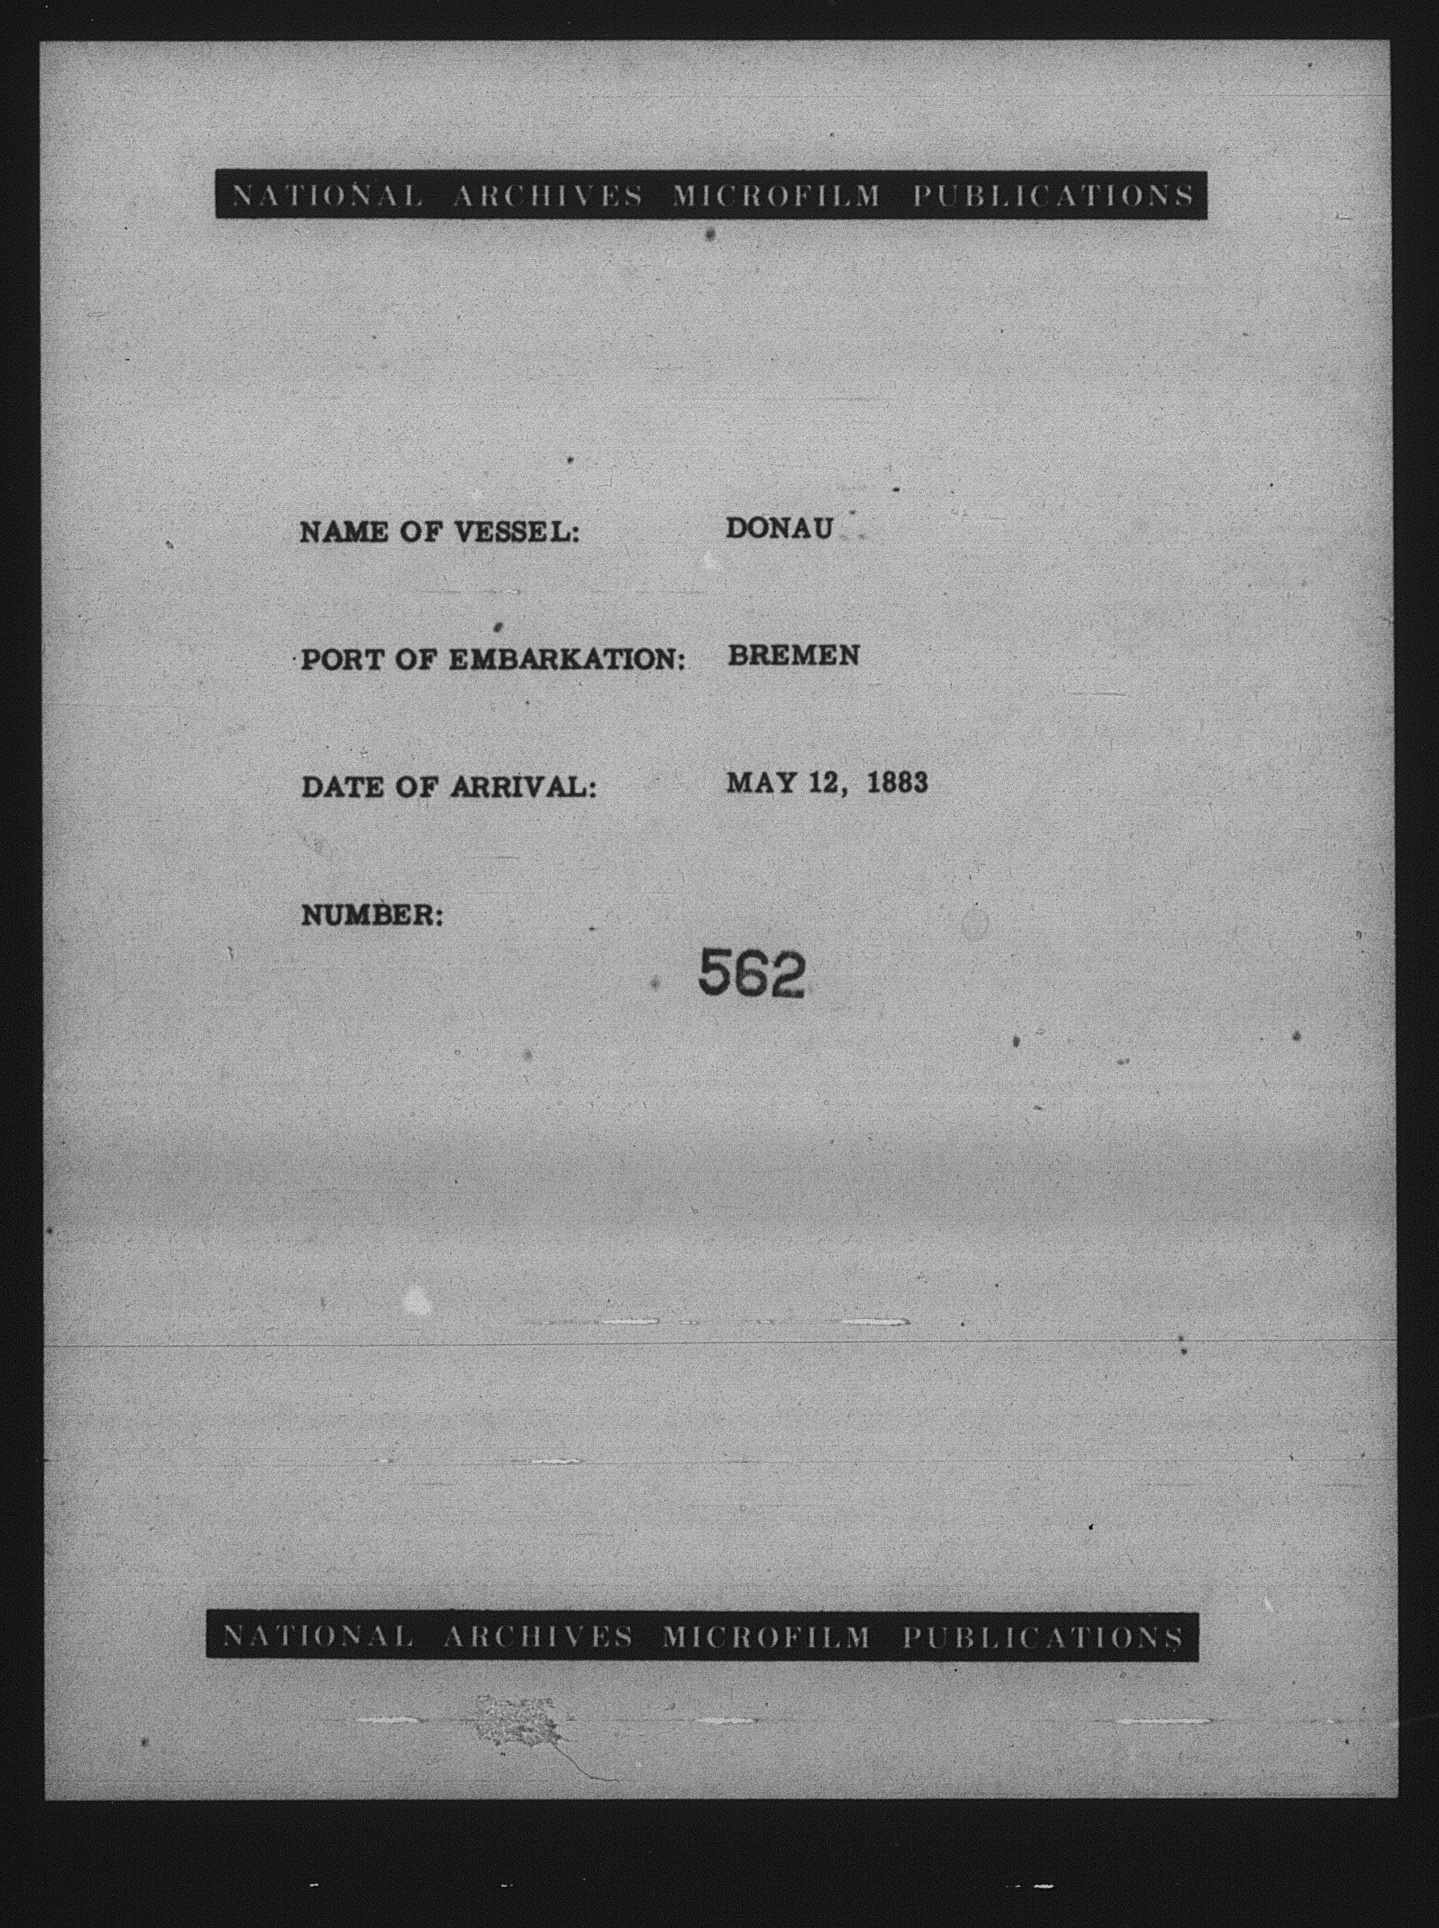 NATIONAL ARCHIVES MICROFILM PUBLICATIONS
NAME OF VESSEL: DONAU
PORT OF EMBARKATION: BREMEN
DATE OF ARRIVAL: MAY 12, 1883
NUMBER:
562
NATIONAL ARCHIVES MICROFILM PUBLICATIONS